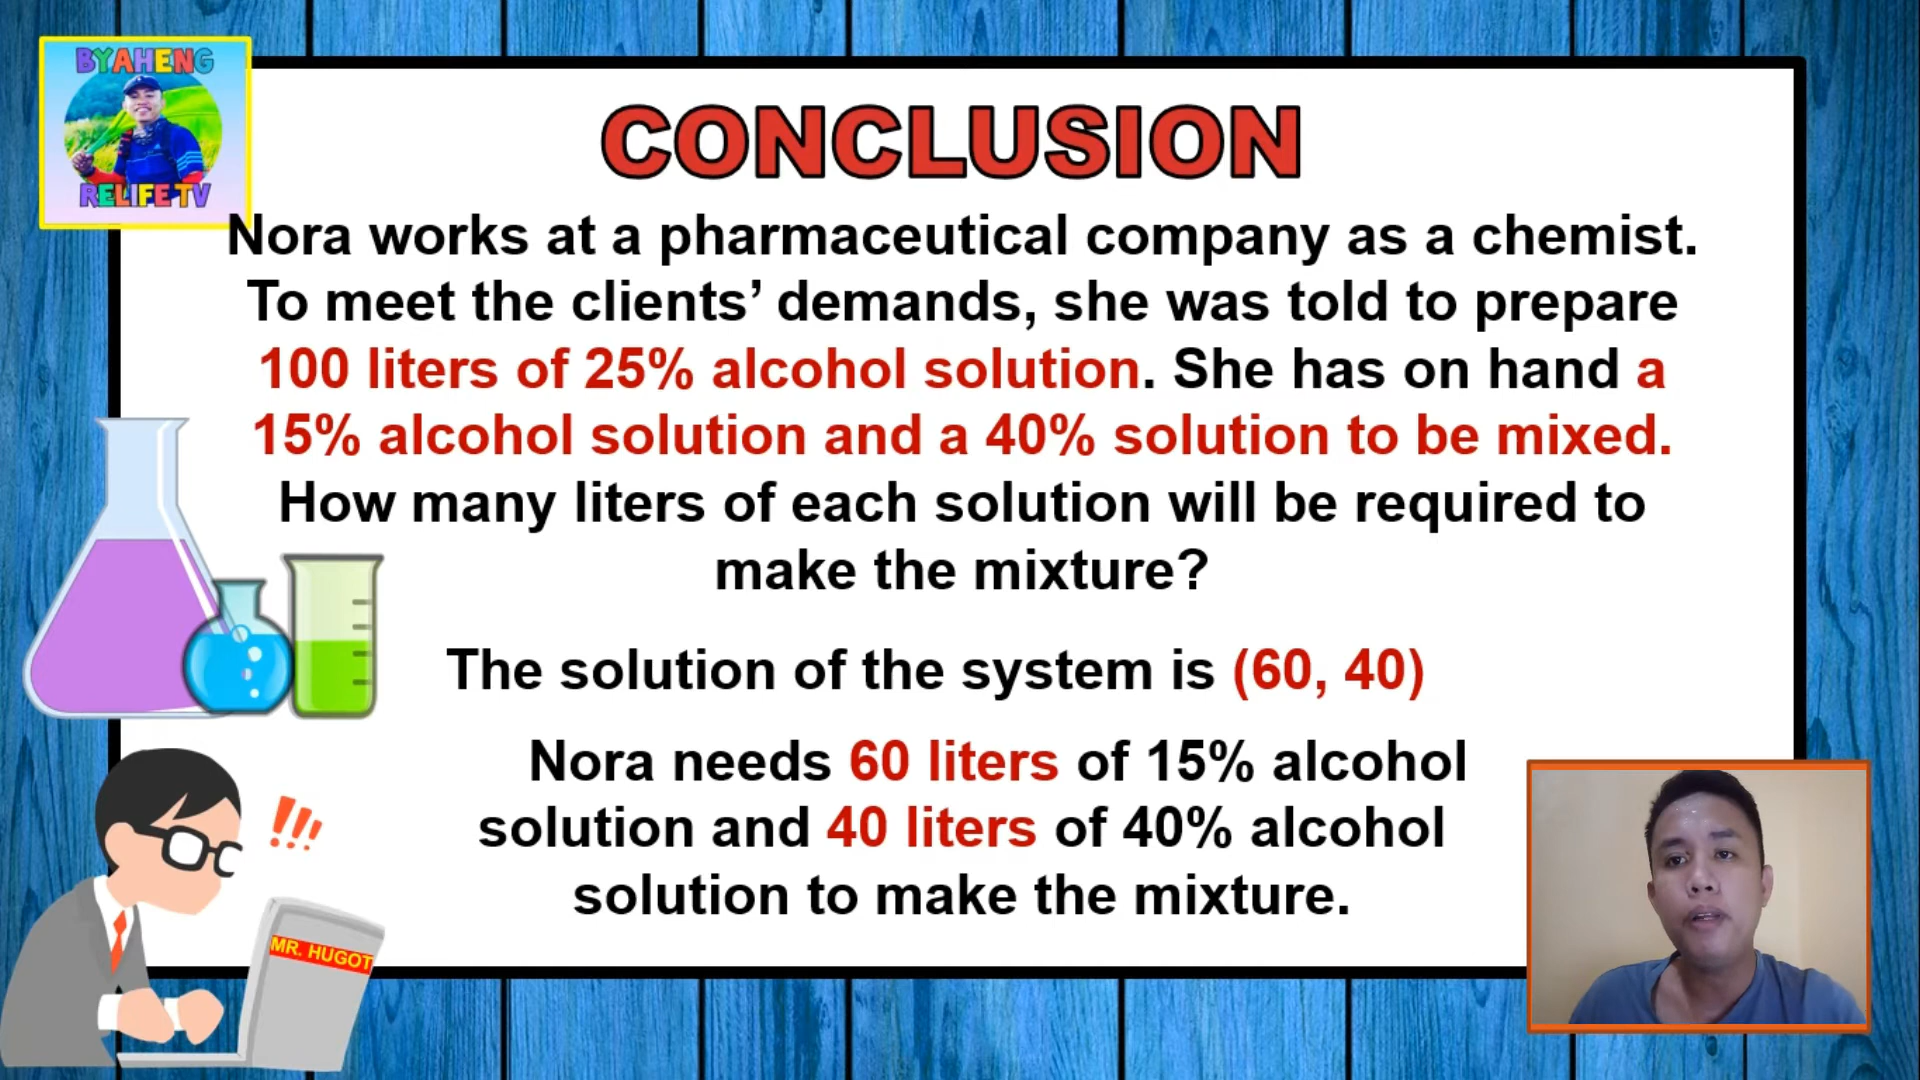 BYAHENG
RELIFE TV
CONCLUSION
Nora works at a pharmaceutical company as a chemist.
To meet the clients’ demands, she was told to prepare
100 liters of 25% alcohol solution. She has on hand a
15% alcohol solution and a 40% solution to be mixed.
How many liters of each solution will be required to
make the mixture?
The solution of the system is (60, 40)
Nora needs 60 liters of 15% alcohol
solution and 40 liters of 40% alcohol
solution to make the mixture.
!!!
MR. HUGOT